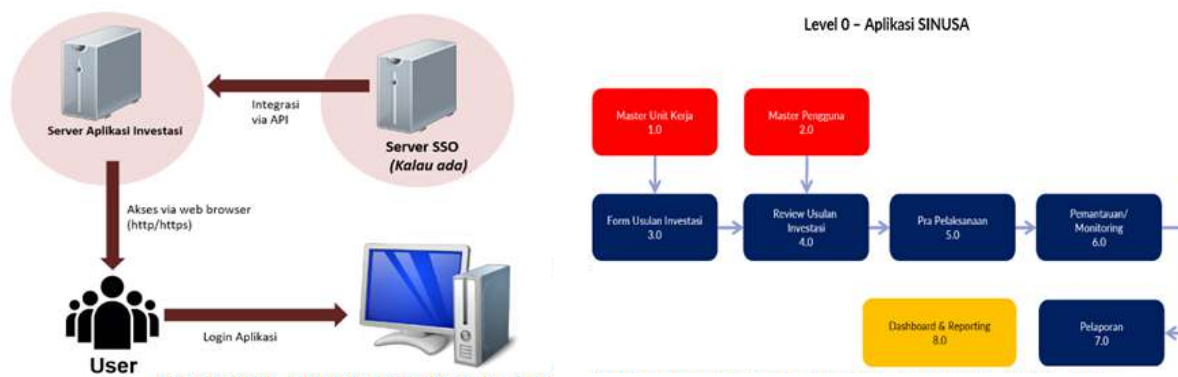 Server Aplikasi Investasi
Integrasi
via API
Server SSO
(Kalau ada)
Akses via web browser
(http/https)
User
Login Aplikasi
Level 0 – Aplikasi SINUSA
Master Unit Kerja
1.0
Master Pengguna
2.0
Form Usulan Investasi
3.0
Review Usulan
Investasi
4.0
Pra Pelaksanaan
5.0
Pemantauan/
Monitoring
6.0
Dashboard & Reporting
8.0
Pelaporan
7.0